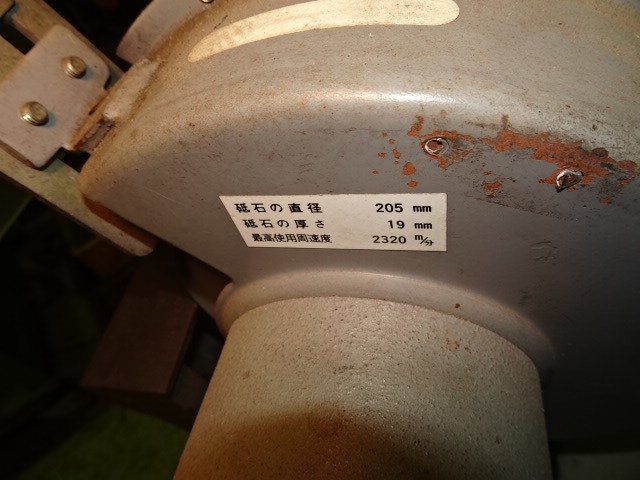 砥石の直径 205 mm
砥石の厚さ 19 mm
最高使用周速度 2320 m/分